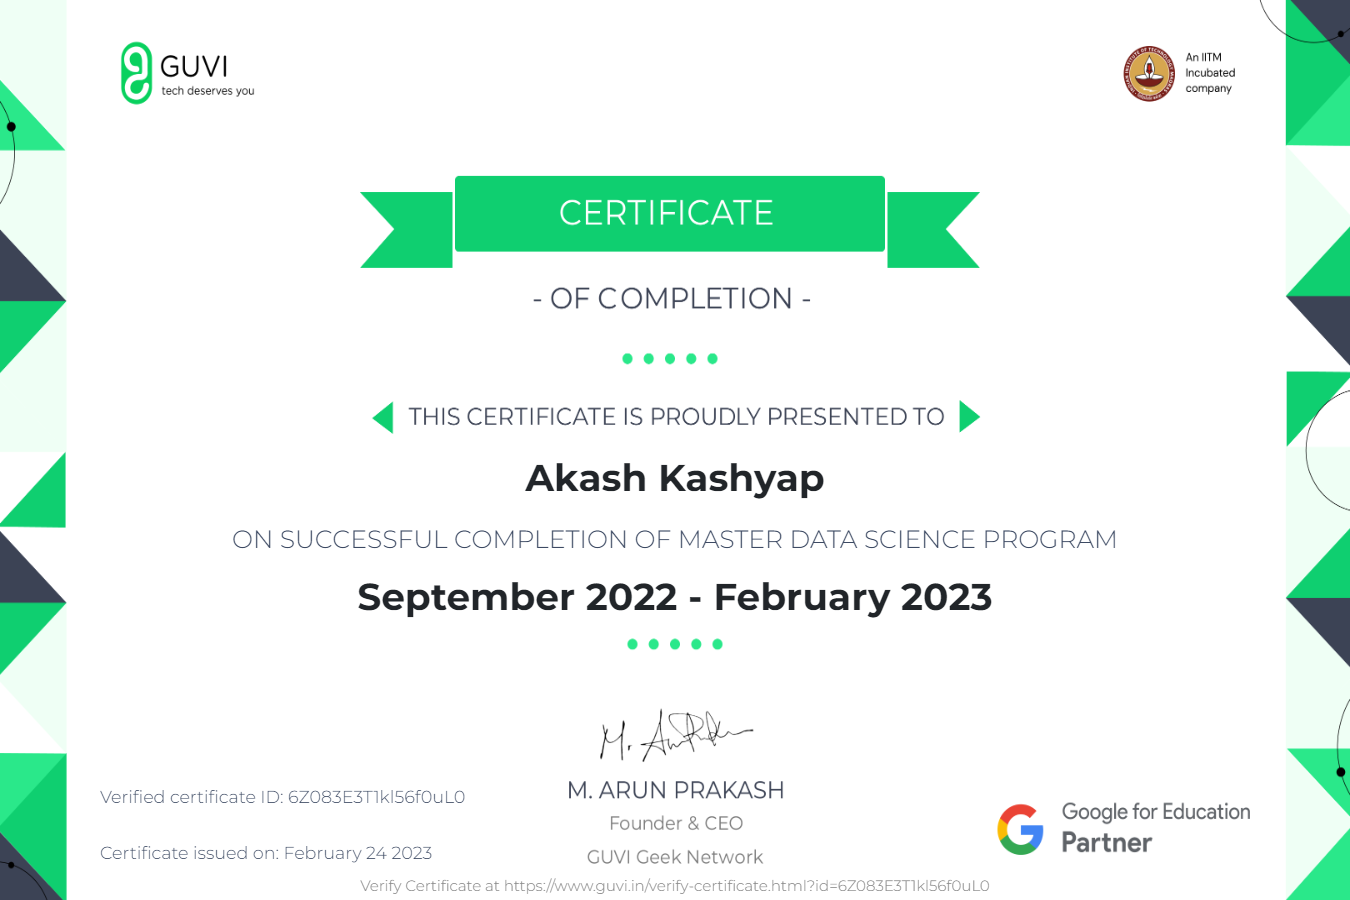 GUVI
tech deserves you
An IITM
Incubated
company
CERTIFICATE
- OF COMPLETION -
THIS CERTIFICATE IS PROUDLY PRESENTED TO
Akash Kashyap
ON SUCCESSFUL COMPLETION OF MASTER DATA SCIENCE PROGRAM
September 2022 - February 2023
M. ARUN PRAKASH
Founder & CEO
GUVI Geek Network
Verified certificate ID: 6Z083E3T1kl56f0uL0
Certificate issued on: February 24 2023
Google for Education
Partner
Verify Certificate at https://www.guvi.in/verify-certificate.html?id=6Z083E3T1kl56f0uL0